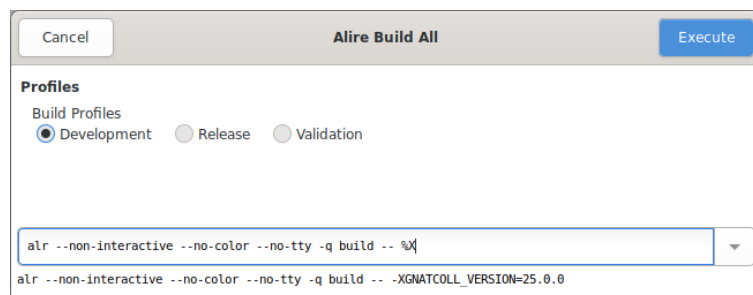 Cancel Alire Build All Execute
Profiles
Build Profiles
Development Release Validation
alr --non-interactive --no-color --no-tty -q build -- %X
alr --non-interactive --no-color --no-tty -q build -- -XGNATCOLL_VERSION=25.0.0